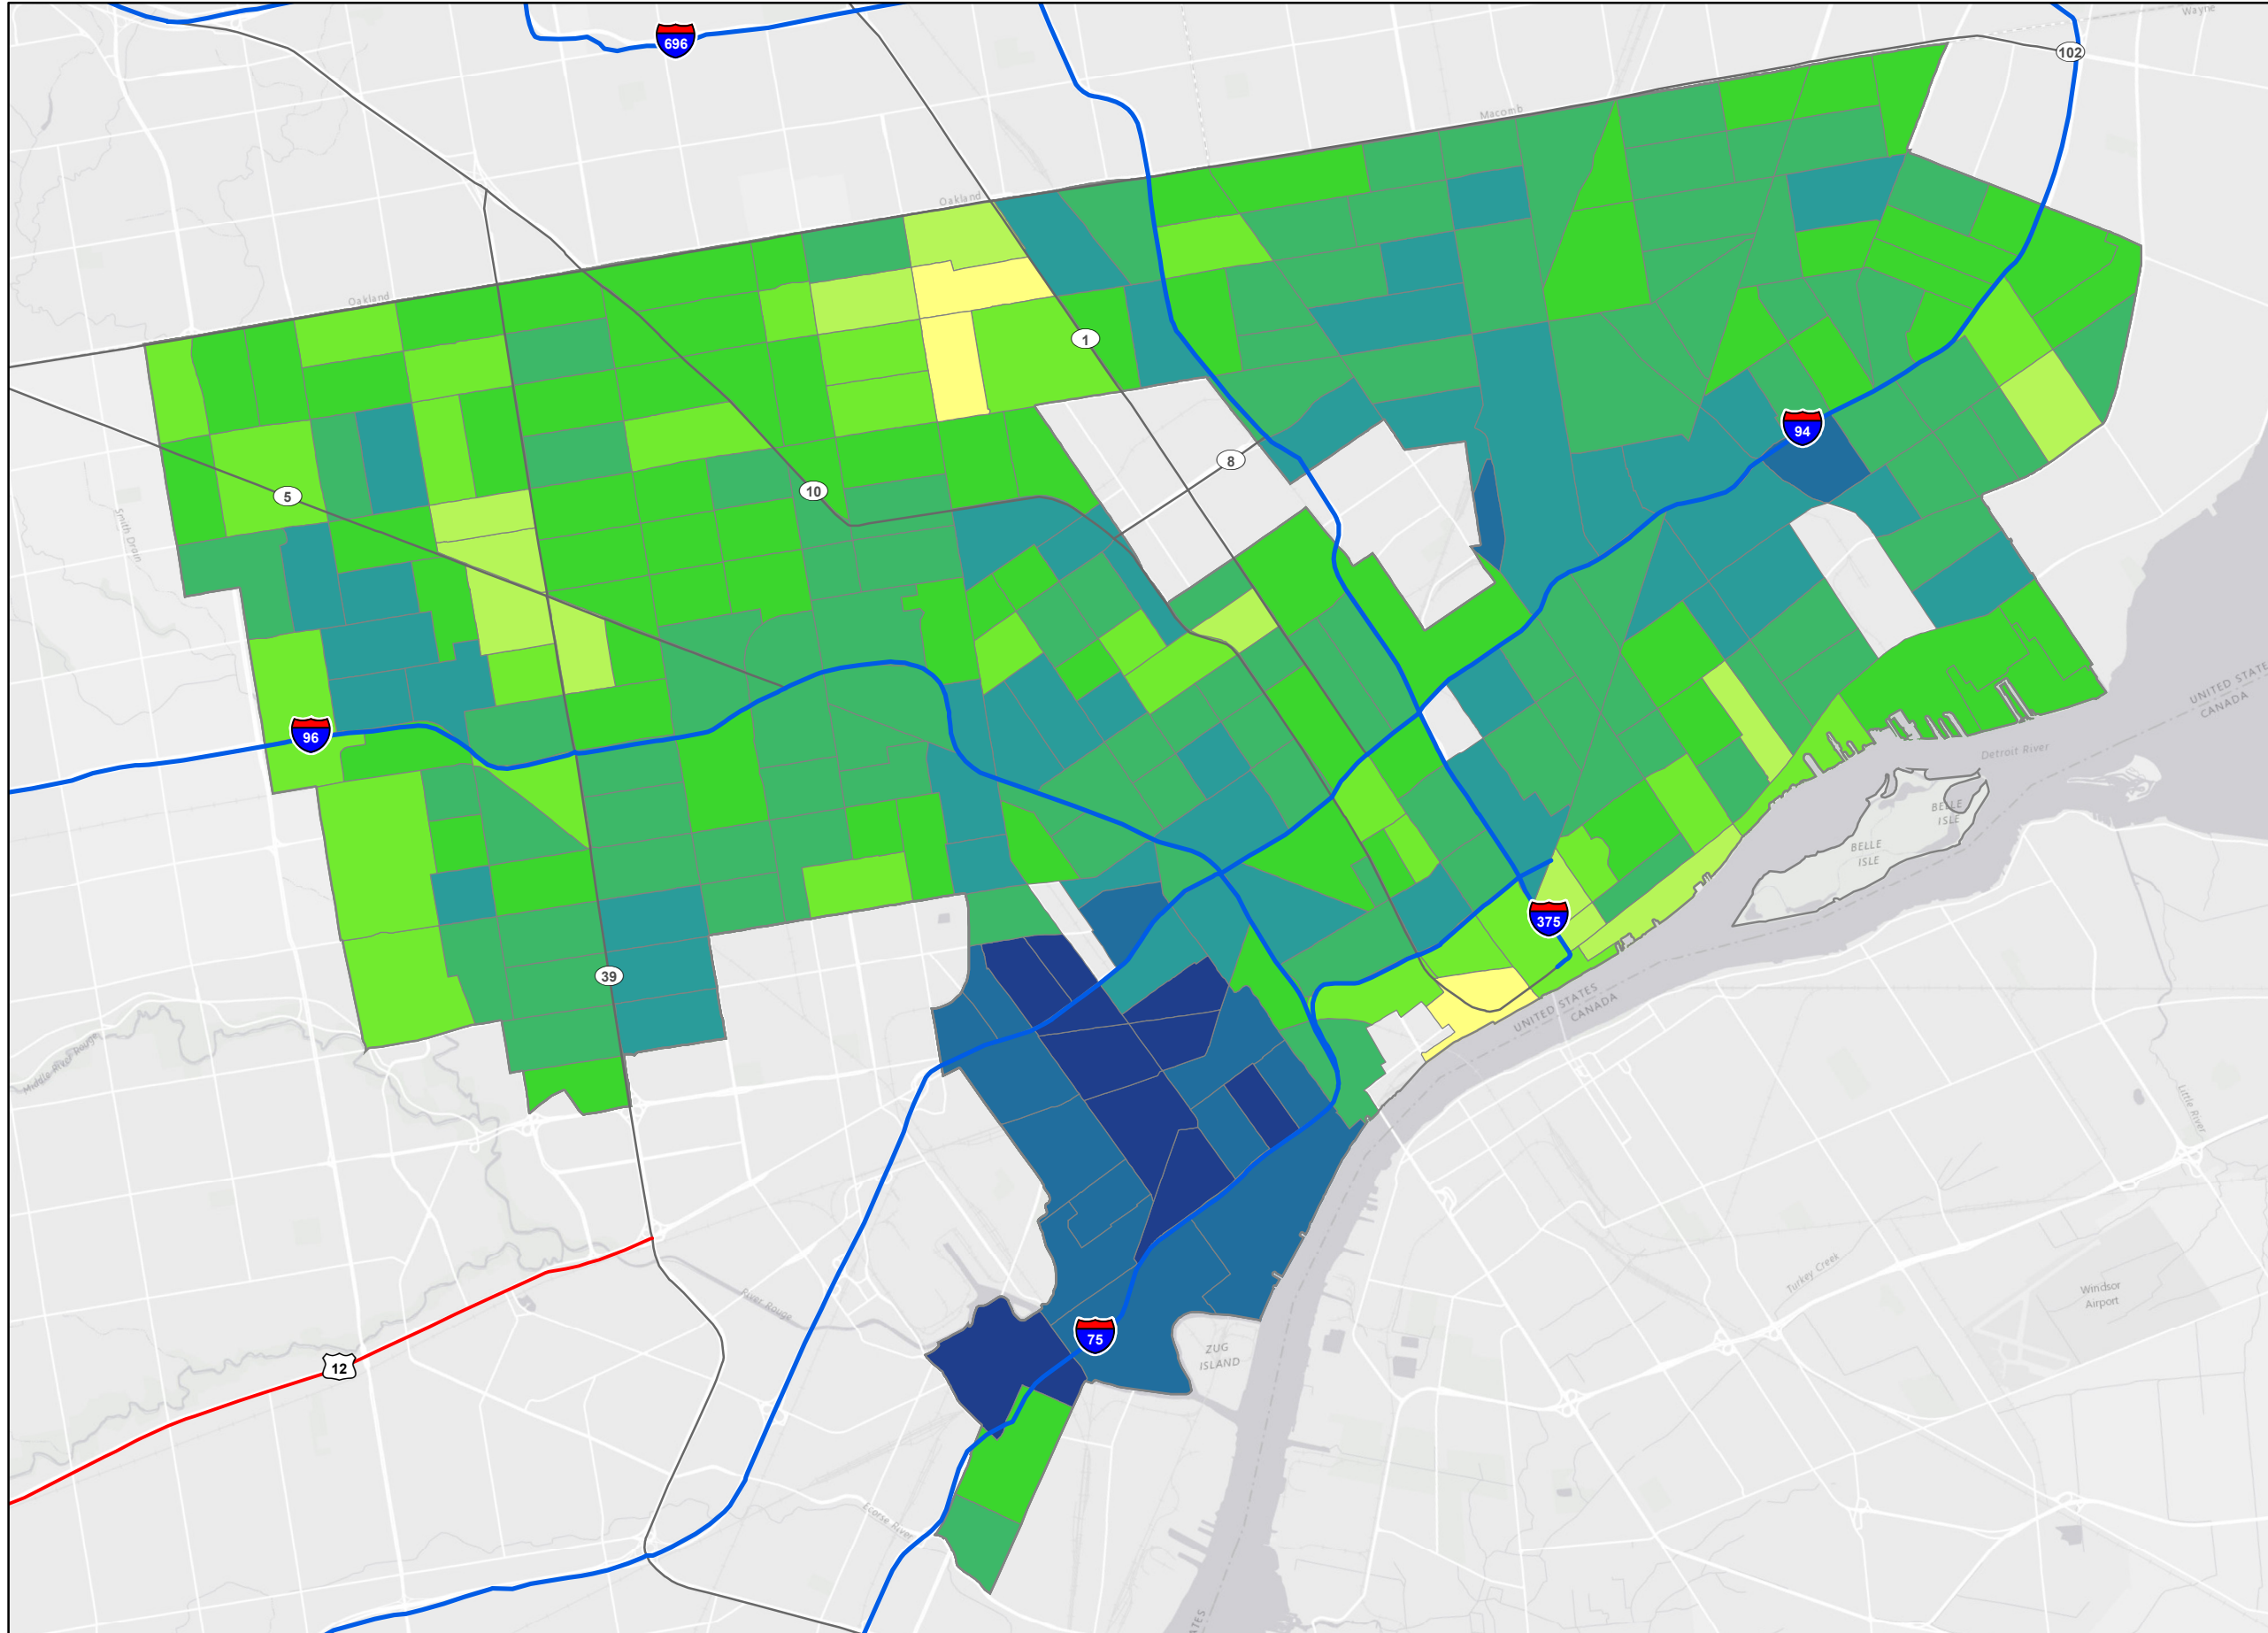 Wayne
696
102
Macomb
Oakland
Oakland
1
94
8
5
10
Smith Drain
UNITED STATE
CANADA
96
Detroit River
BELLE
ISLE
BELLE
ISLE
375
39
UNITED STATES
CANADA
Middle River Rouge
Little River
Turkey Creek
Windsor
Airport
River Rouge
75
ZUG
ISLAND
12
Ecorse River
ATES